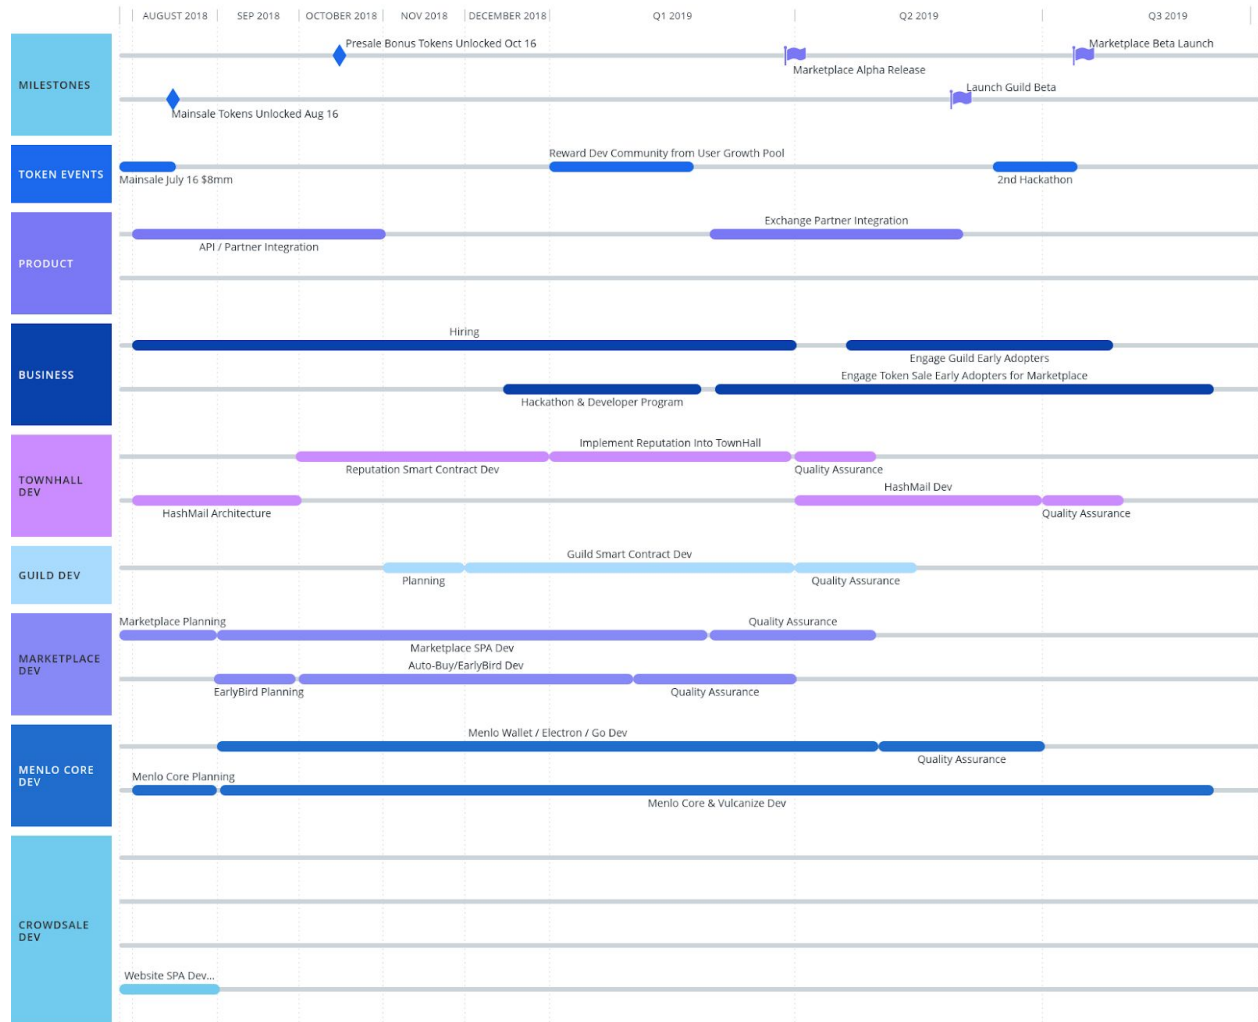 AUGUST 2018 SEP 2018 OCTOBER 2018 NOV 2018 DECEMBER 2018 Q1 2019 Q2 2019 Q3 2019
MILESTONES
Presale Bonus Tokens Unlocked Oct 16
Marketplace Beta Launch
Marketplace Alpha Release
Launch Guild Beta
Mainsale Tokens Unlocked Aug 16
TOKEN EVENTS
Reward Dev Community from User Growth Pool
Mainsale July 16 $8mm
2nd Hackathon
PRODUCT
Exchange Partner Integration
API / Partner Integration
BUSINESS
Hiring
Engage Guild Early Adopters
Engage Token Sale Early Adopters for Marketplace
Hackathon & Developer Program
TOWNHALL
DEV
Implement Reputation Into TownHall
Reputation Smart Contract Dev
Quality Assurance
HashMail Dev
HashMail Architecture
Quality Assurance
GUILD DEV
Guild Smart Contract Dev
Planning
Quality Assurance
MARKETPLACE
DEV
Marketplace Planning
Quality Assurance
Marketplace SPA Dev
Auto-Buy/EarlyBird Dev
EarlyBird Planning
Quality Assurance
MENLO CORE
DEV
Menlo Wallet / Electron / Go Dev
Quality Assurance
Menlo Core Planning
Menlo Core & Vulcanize Dev
CROWDSALE
DEV
Website SPA Dev...